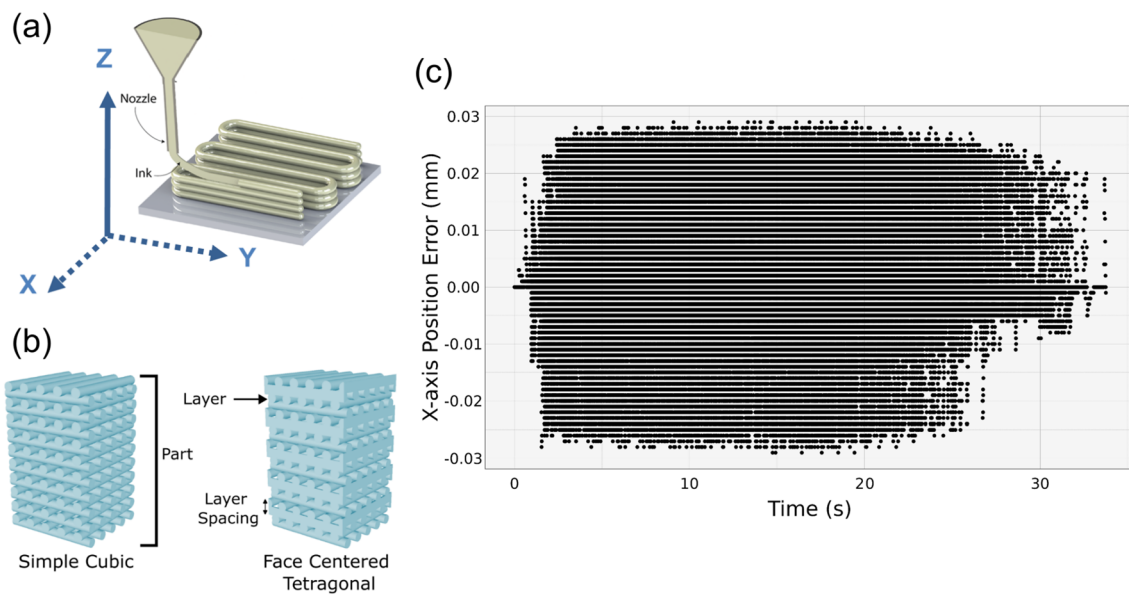 (a)
Z
Nozzle
Ink
Y
X
(b)
Layer
Part
Layer
Spacing
Simple Cubic
Face Centered
Tetragonal
(c)
X-axis Position Error (mm)
0.03
0.02
0.01
0.00
-0.01
-0.02
-0.03
0
10
20
30
Time (s)